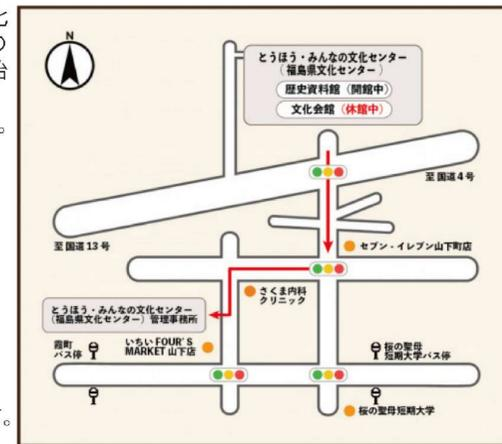 化
の
治
。
。
N
とうほう・みんなの文化センター
（福島県文化センター）
歴史資料館（開館中）
文化会館（休館中）
至国道4号
至国道13号
セブン‐イレブン山下町店
さくま内科
クリニック
とうほう・みんなの文化センター
（福島県文化センター）管理事務所
霞町
バス停
いちい FOUR'S
MARKET 山下店
桜の聖母
短期大学バス停
桜の聖母短期大学